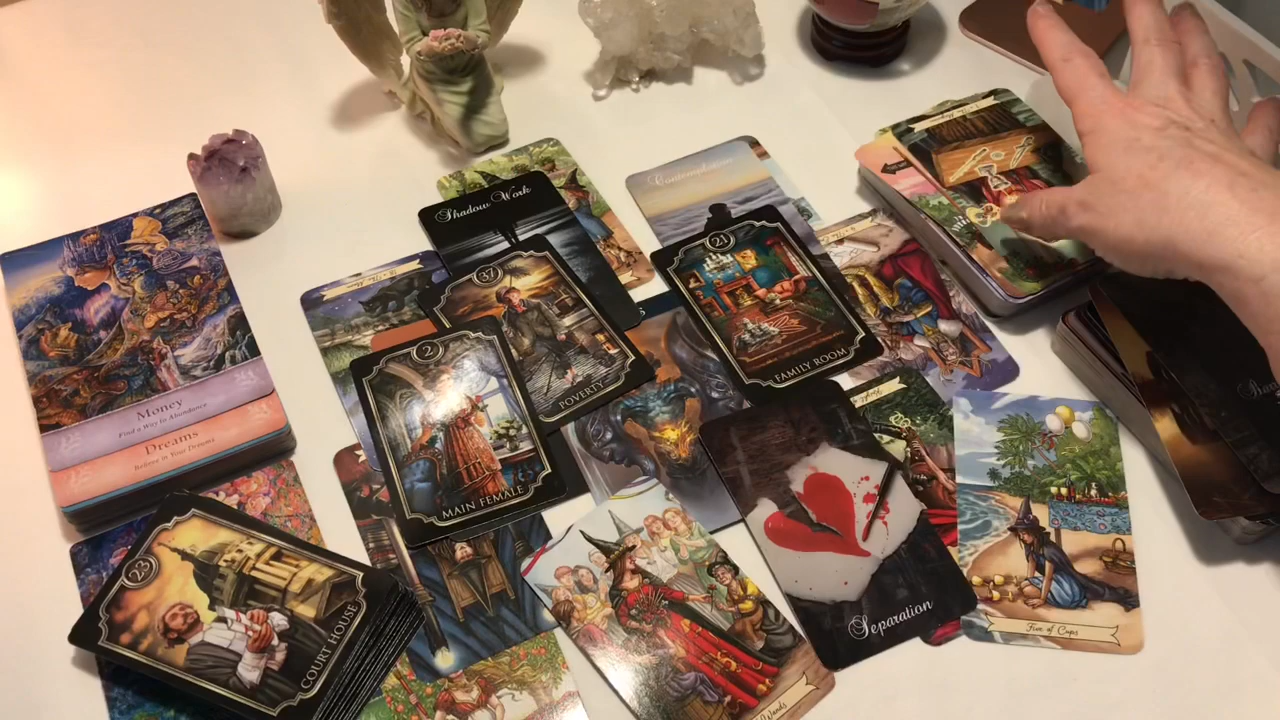 Shadow Work
Contemplation
37
POVERTY
21
FAMILY ROOM
2
MAIN FEMALE
Money
Find a Way to Abundance
Dreams
Believe in Your Dreams
23
COURT HOUSE
Separation
Five of Cups
Wands